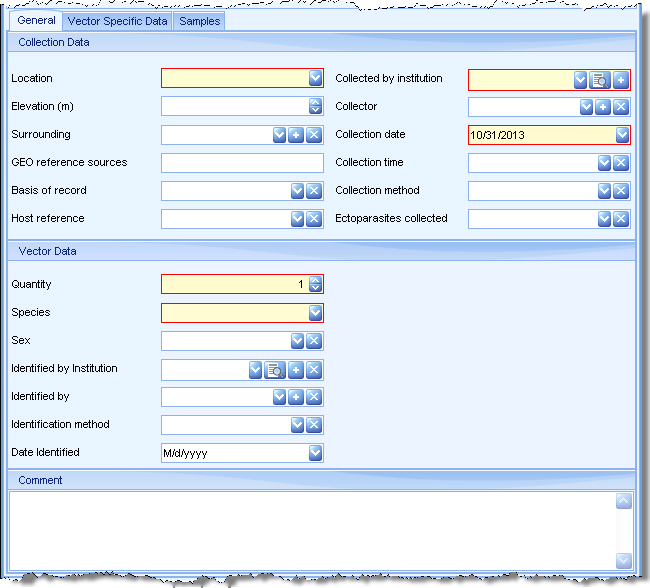 General Vector Specific Data Samples
Collection Data
Location Collected by institution
Elevation (m) Collector
Surrounding Collection date 10/31/2013
GEO reference sources Collection time
Basis of record Collection method
Host reference Ectoparasites collected
Vector Data
Quantity 1
Species
Sex
Identified by Institution
Identified by
Identification method
Date Identified M/d/yyyy
Comment